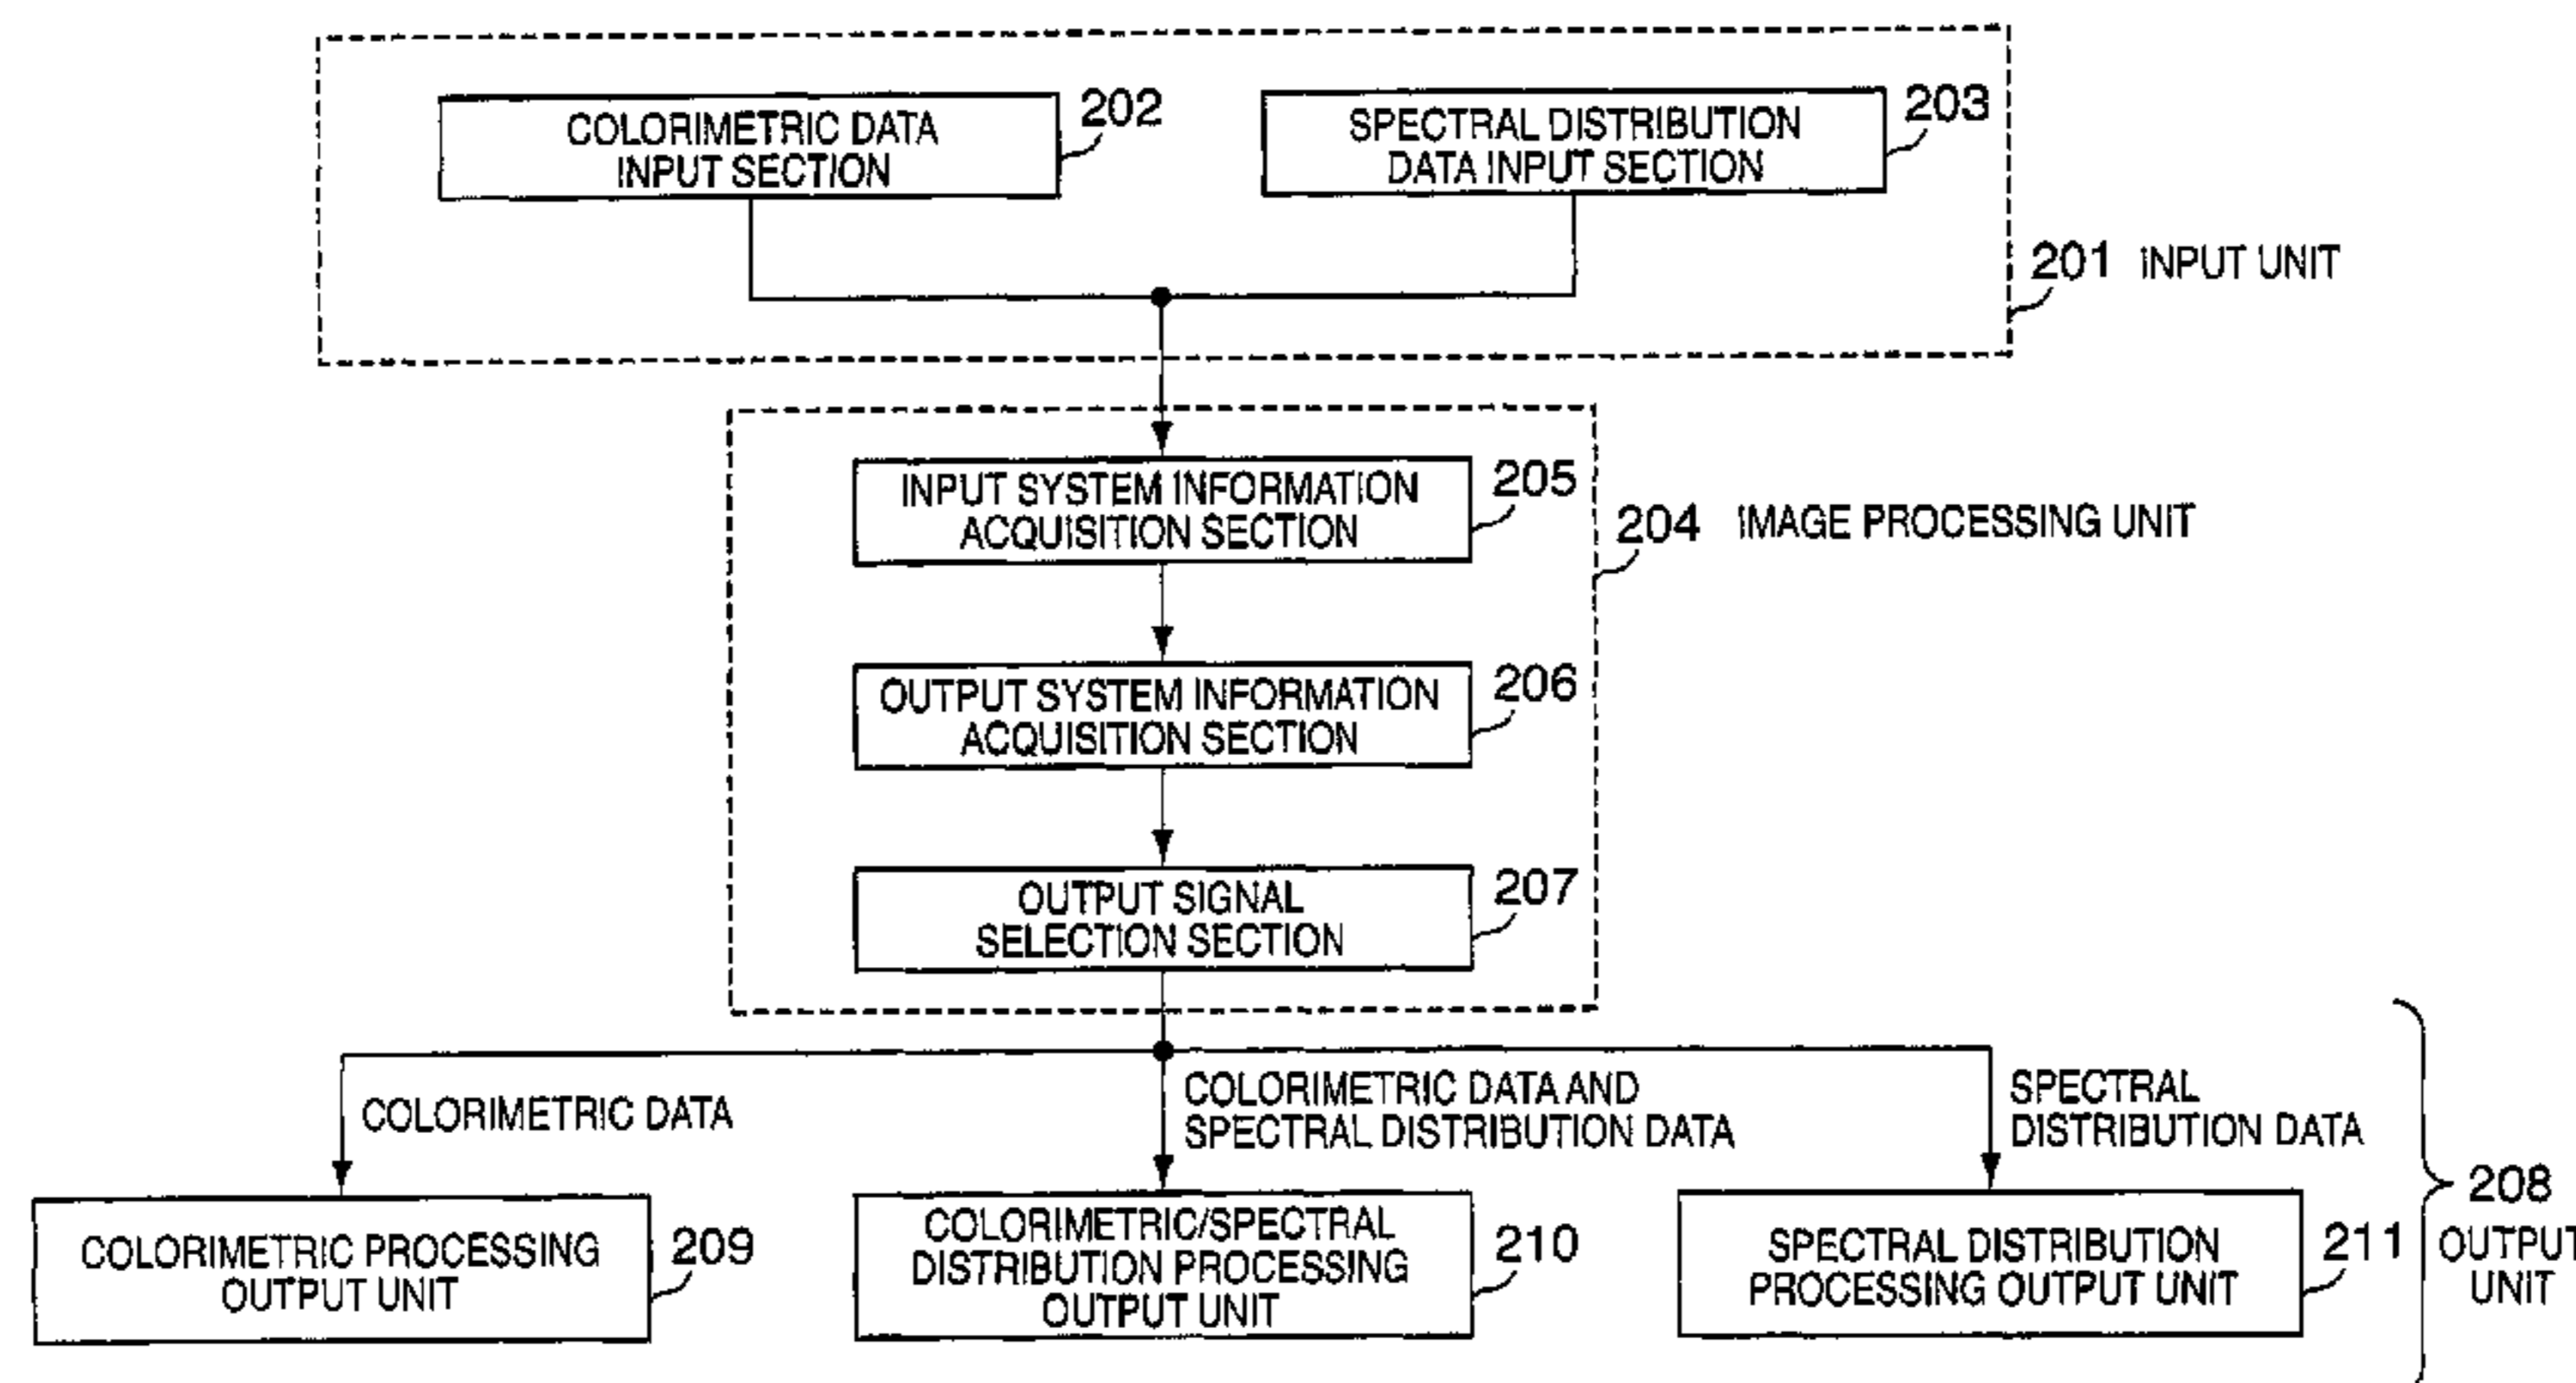 COLORIMETRIC DATA
INPUT SECTION
202
SPECTRAL DISTRIBUTION
DATA INPUT SECTION
203
201 INPUT UNIT
INPUT SYSTEM INFORMATION
ACQUISITION SECTION
205
204 IMAGE PROCESSING UNIT
OUTPUT SYSTEM INFORMATION
ACQUISITION SECTION
206
OUTPUT SIGNAL
SELECTION SECTION
207
COLORIMETRIC DATA
COLORIMETRIC DATA AND
SPECTRAL DISTRIBUTION DATA
SPECTRAL
DISTRIBUTION DATA
COLORIMETRIC PROCESSING
OUTPUT UNIT
209
COLORIMETRIC/SPECTRAL
DISTRIBUTION PROCESSING
OUTPUT UNIT
210
SPECTRAL DISTRIBUTION
PROCESSING OUTPUT UNIT
211
208
OUTPUT
UNIT